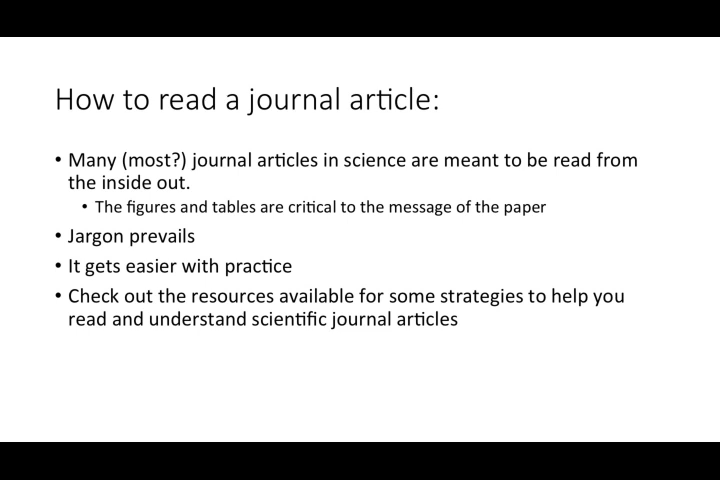 How to read a journal article:
• Many (most?) journal articles in science are meant to be read from
the inside out.
• The figures and tables are critical to the message of the paper
• Jargon prevails
• It gets easier with practice
• Check out the resources available for some strategies to help you
read and understand scientific journal articles